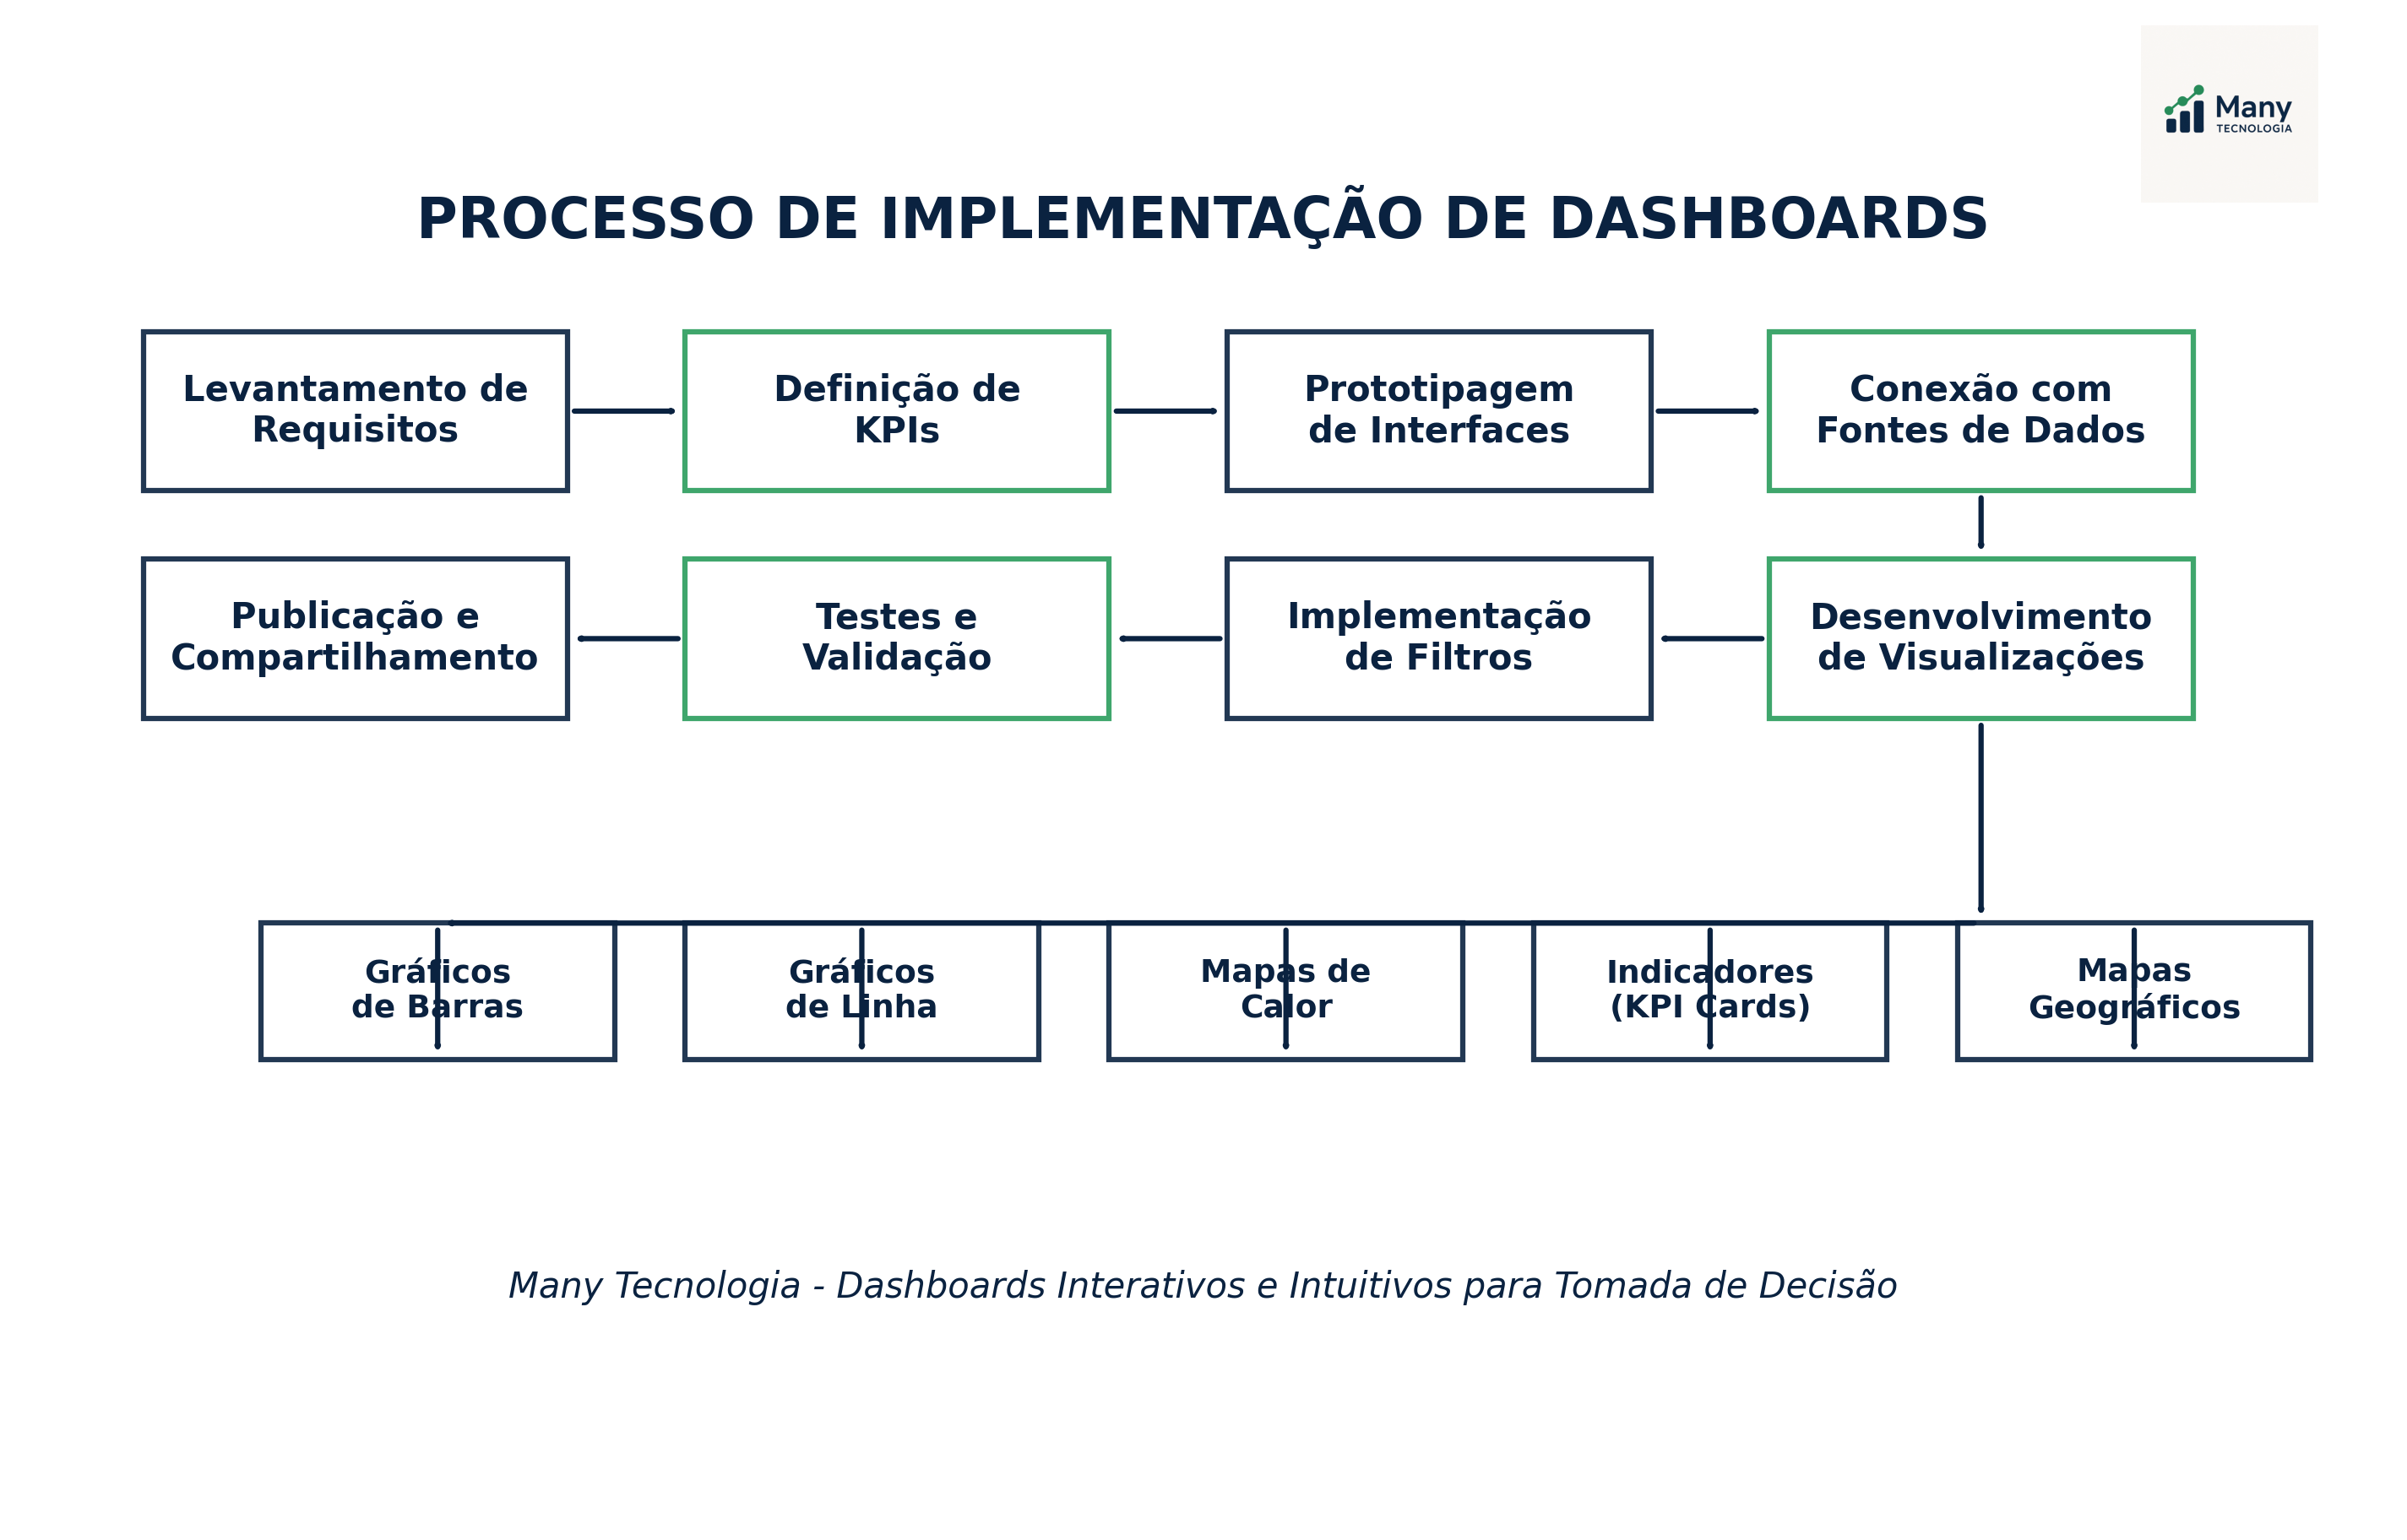 Many
TECNOLOGIA
PROCESSO DE IMPLEMENTAÇÃO DE DASHBOARDS
Levantamento de
Requisitos
Definição de
KPIs
Prototipagem
de Interfaces
Conexão com
Fontes de Dados
Publicação e
Compartilhamento
Testes e
Validação
Implementação
de Filtros
Desenvolvimento
de Visualizações
Gráficos
de Barras
Gráficos
de Linha
Mapas de
Calor
Indicadores
(KPI Cards)
Mapas
Geográficos
Many Tecnologia - Dashboards Interativos e Intuitivos para Tomada de Decisão